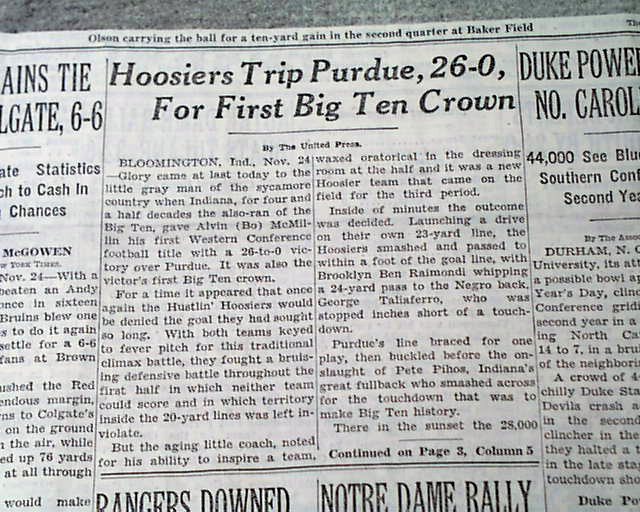 Olson carrying the ball for a ten-yard gain in the second quarter at Baker Field
AINS TIE
LGATE, 6-6
ate Statistics
ch to Cash In
Chances
McGOWEN
YORK TIMES.
Nov. 24—With a
beaten an Andy
once in sixteen
Bruins blew one
s to do it again
settle for a 6-6
fans at Brown
ushed the Red
endous margin,
ns to Colgate's
on the ground
n the air, while
ed up 76 yards
at all through
would make
Hoosiers Trip Purdue, 26-0,
For First Big Ten Crown
By The United Press.
BLOOMINGTON, Ind., Nov. 24
—Glory came at last today to the
little gray man of the sycamore
country when Indiana, for four and
a half decades the also-ran of the
Big Ten, gave Alvin (Bo) McMil-
lin his first Western Conference
football title with a 26-to-0 vic-
tory over Purdue. It was also the
victor's first Big Ten crown.
For a time it appeared that once
again the Hustlin' Hoosiers would
be denied the goal they had sought
so long. With both teams keyed
to fever pitch for this traditional
climax battle, they fought a bruis-
ing defensive battle throughout the
first half in which neither team
could score and in which territory
inside the 20-yard lines was left in-
violate.
But the aging little coach, noted
for his ability to inspire a team,
waxed oratorical in the dressing
room at the half and it was a new
Hoosier team that came on the
field for the third period.
Inside of minutes the outcome
was decided. Launching a drive
on their own 23-yard line, the
Hoosiers smashed and passed to
within a foot of the goal line, with
Brooklyn Ben Raimondi whipping
a 24-yard pass to the Negro back,
George Taliaferro, who was
stopped inches short of a touch-
down.
Purdue's line braced for one
play, then buckled before the on-
slaught of Pete Pihos, Indiana's
great fullback who smashed across
for the touchdown that was to
make Big Ten history.
There in the sunset the 28,000
Continued on Page 3, Column 5
RANGERS DOWNED
NOTRE DAME RALLY
DUKE POWE
NO. CAROL
44,000 See Blu
Southern Conf
Second Yea
By The Asso
DURHAM, N. C
University, its att
a possible bowl ap
Year's Day, clinc
Conference gridi
second year in a
ing North Ca
14 to 7, in a bru
of the neighborin
A crowd of 4
chilly Duke Sta
Devils crash a
in the second
clincher in the
they halted a t
in the late sta
touchdown sho
Duke Po